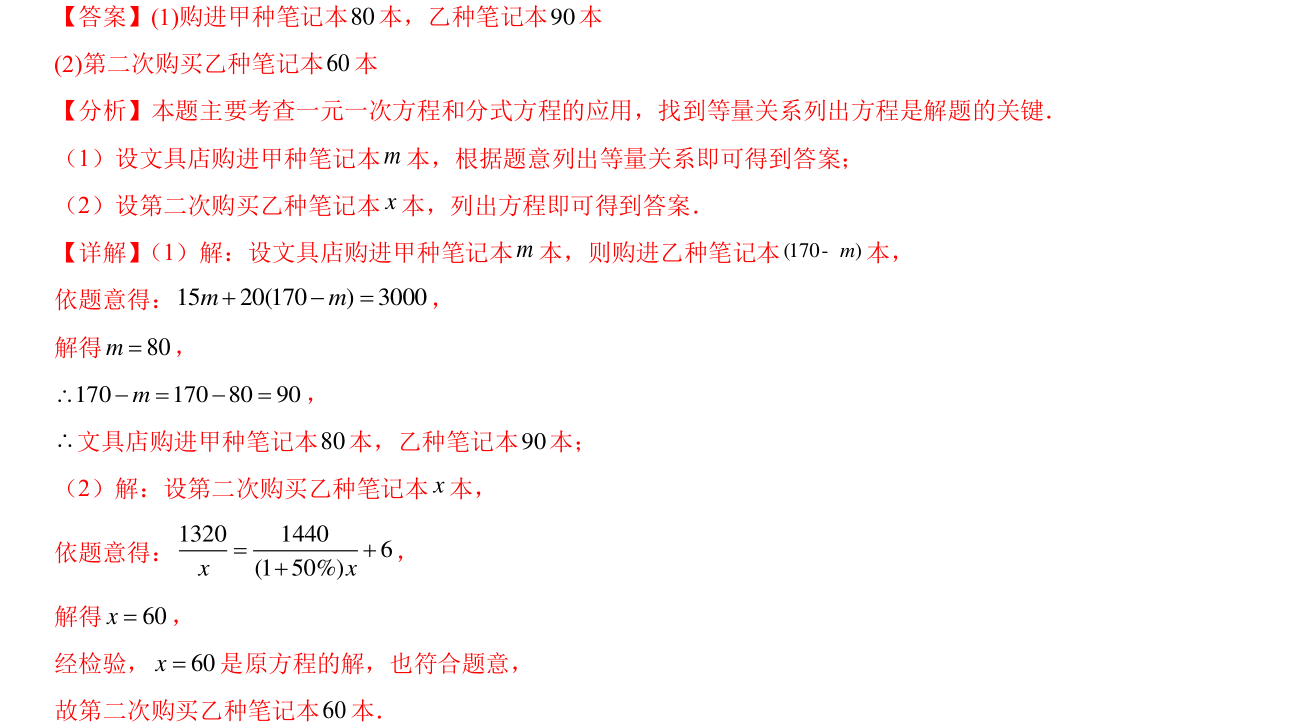 【答案】(1)购进甲种笔记本80本，乙种笔记本90本
(2)第二次购买乙种笔记本60本
【分析】本题主要考查一元一次方程和分式方程的应用，找到等量关系列出方程是解题的关键．
（1）设文具店购进甲种笔记本m本，根据题意列出等量关系即可得到答案；
（2）设第二次购买乙种笔记本x本，列出方程即可得到答案．
【详解】（1）解：设文具店购进甲种笔记本m本，则购进乙种笔记本(170- m)本，
依题意得：15m+20(170−m)=3000，
解得m=80，
∴170−m=170−80=90，
∴文具店购进甲种笔记本80本，乙种笔记本90本；
（2）解：设第二次购买乙种笔记本x本，
依题意得：1320/x=1440/(1+50%)x+6，
解得x=60，
经检验，x=60是原方程的解，也符合题意，
故第二次购买乙种笔记本60本．